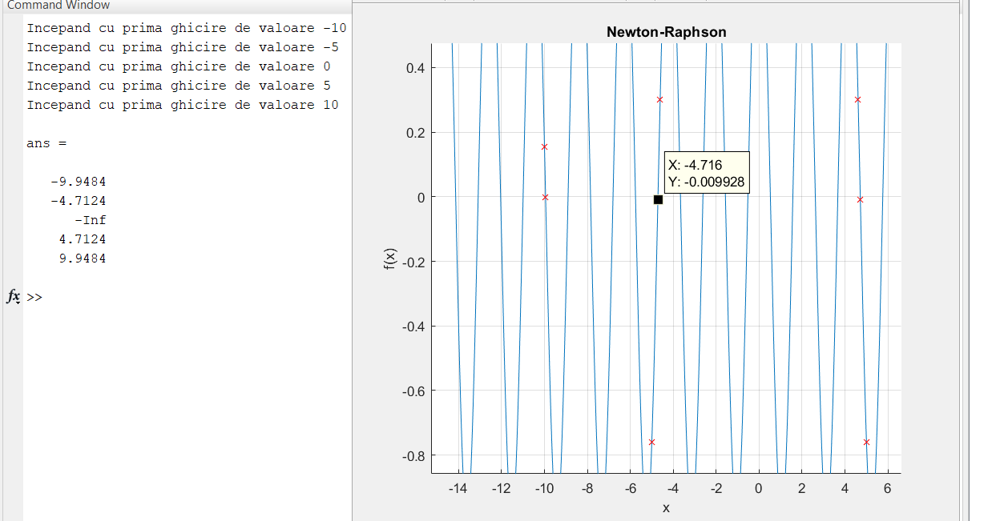 Command Window
Incepand cu prima ghicire de valoare -10
Incepand cu prima ghicire de valoare -5
Incepand cu prima ghicire de valoare 0
Incepand cu prima ghicire de valoare 5
Incepand cu prima ghicire de valoare 10
ans =
-9.9484
-4.7124
-Inf
4.7124
9.9484
fx >>
Newton-Raphson
0.4
0.2
0
-0.2
-0.4
-0.6
-0.8
f(x)
X: -4.716
Y: -0.009928
-14 -12 -10 -8 -6 -4 -2 0 2 4 6
x